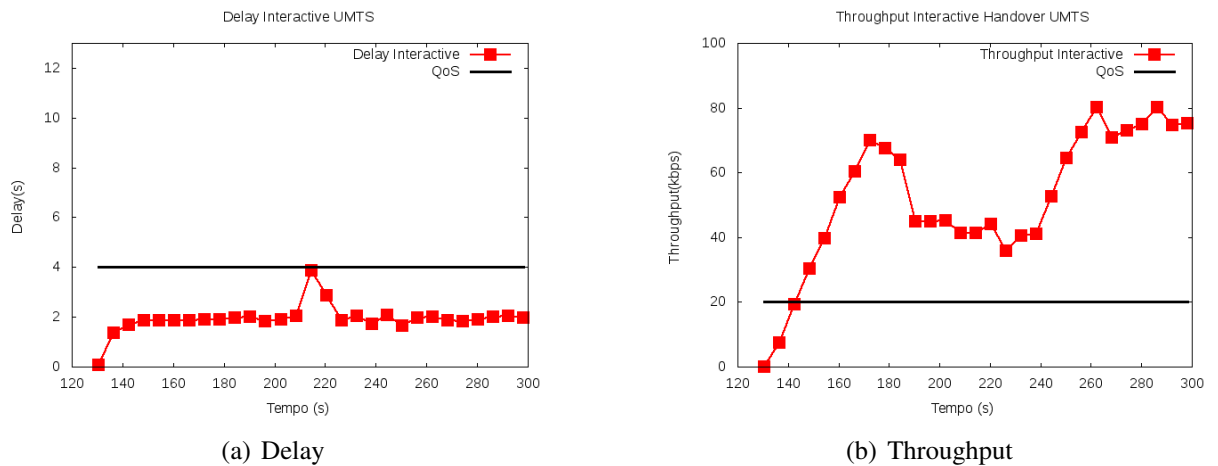 Delay Interactive UMTS
Delay Interactive
QoS
12
10
8
6
4
2
0
Delay(s)
120 140 160 180 200 220 240 260 280 300
Tempo (s)
(a) Delay
Throughput Interactive Handover UMTS
Throughput Interactive
QoS
100
80
60
40
20
0
Throughput(kbps)
120 140 160 180 200 220 240 260 280 300
Tempo (s)
(b) Throughput